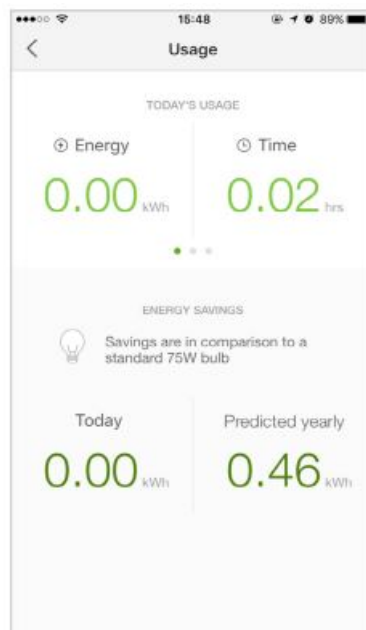 15:48 89%
Usage
TODAY'S USAGE
Energy Time
0.00 kWh 0.02 hrs
ENERGY SAVINGS
Savings are in comparison to a
standard 75W bulb
Today Predicted yearly
0.00 kWh 0.46 kWh